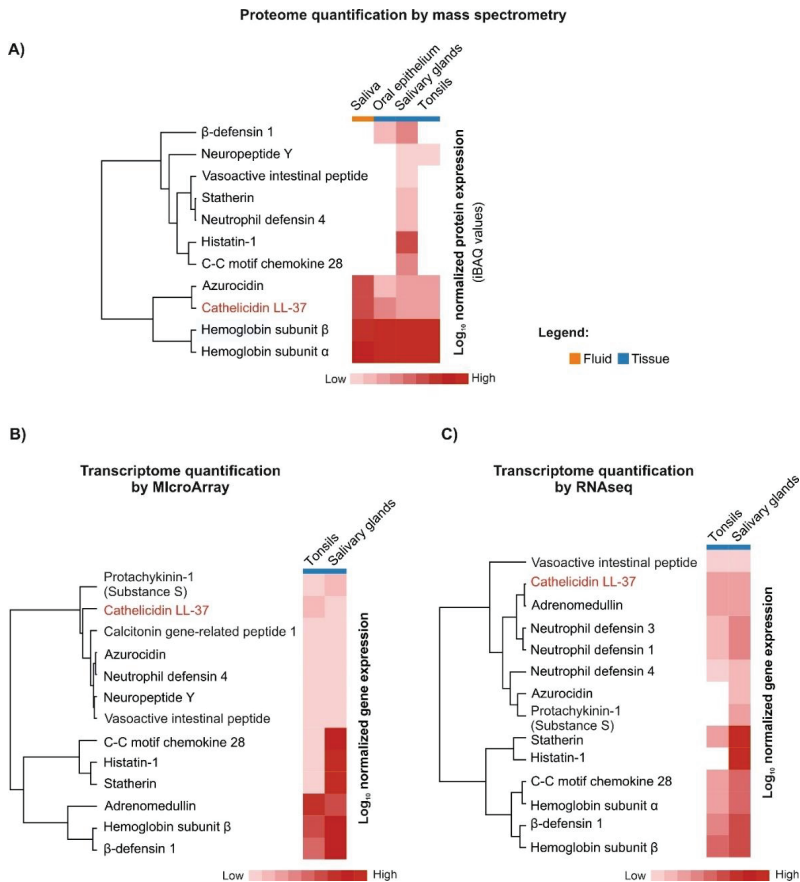 Proteome quantification by mass spectrometry
A)
Saliva
Oral epithelium
Salivary glands
Tonsils
β-defensin 1
Neuropeptide Y
Vasoactive intestinal peptide
Statherin
Neutrophil defensin 4
Histatin-1
C-C motif chemokine 28
Azurocidin
Cathelicidin LL-37
Hemoglobin subunit β
Hemoglobin subunit α
Log₁₀ normalized protein expression
(iBAQ values)
Low
High
Legend:
Fluid
Tissue
B)
Transcriptome quantification
by MIcroArray
Tonsils
Salivary glands
Protachykinin-1
(Substance S)
Cathelicidin LL-37
Calcitonin gene-related peptide 1
Azurocidin
Neutrophil defensin 4
Neuropeptide Y
Vasoactive intestinal peptide
C-C motif chemokine 28
Histatin-1
Statherin
Adrenomedullin
Hemoglobin subunit β
β-defensin 1
Log₁₀ normalized gene expression
Low
High
C)
Transcriptome quantification
by RNAseq
Tonsils
Salivary glands
Vasoactive intestinal peptide
Cathelicidin LL-37
Adrenomedullin
Neutrophil defensin 3
Neutrophil defensin 1
Neutrophil defensin 4
Azurocidin
Protachykinin-1
(Substance S)
Statherin
Histatin-1
C-C motif chemokine 28
Hemoglobin subunit α
β-defensin 1
Hemoglobin subunit β
Log₁₀ normalized gene expression
Low
High